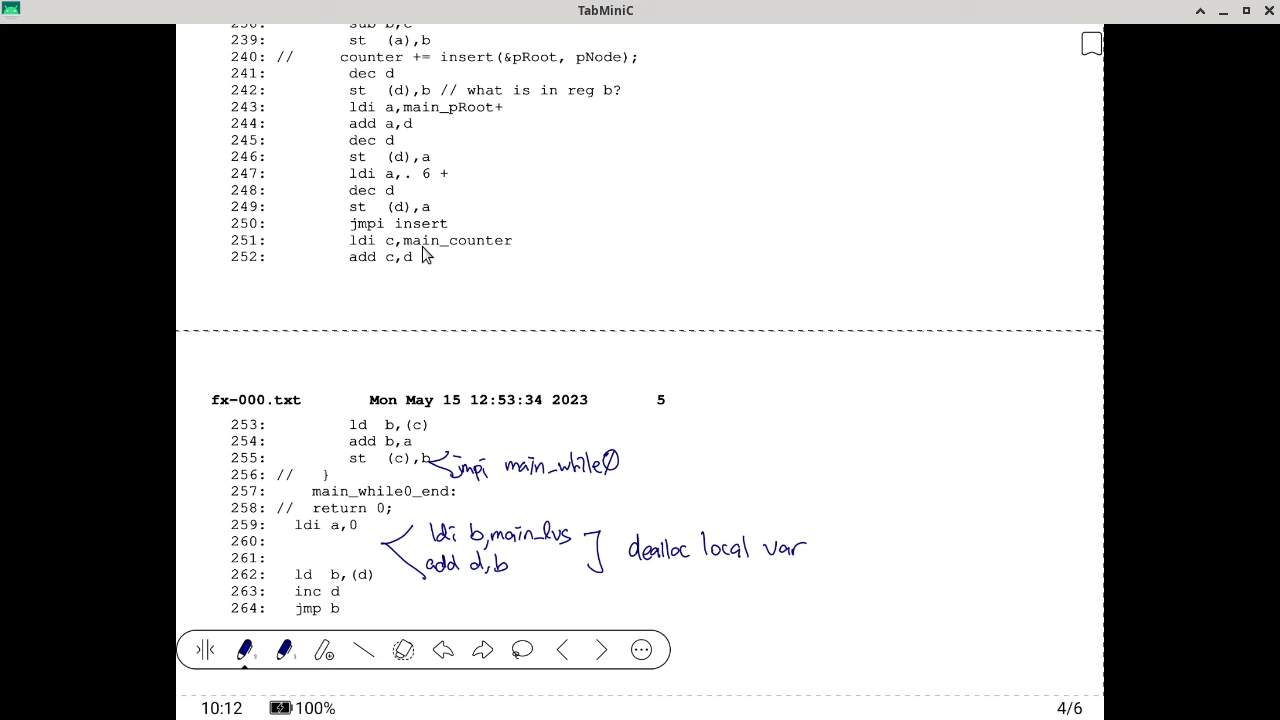 TabMiniC
238: sub b,c
239: st (a),b
240: // counter += insert(&pRoot, pNode);
241: dec d
242: st (d),b // what is in reg b?
243: ldi a,main_pRoot+
244: add a,d
245: dec d
246: st (d),a
247: ldi a,. 6 +
248: dec d
249: st (d),a
250: jmpi insert
251: ldi c,main_counter
252: add c,d
fx-000.txt Mon May 15 12:53:34 2023 5
253: ld b,(c)
254: add b,a
255: st (c),b jmpi main_while0
256: // }
257: main_while0_end:
258: // return 0;
259: ldi a,0
ldi b,main_lvs
260:
dealloc local var
261:
add d,b
262: ld b,(d)
263: inc d
264: jmp b
10:12 100% 4/6